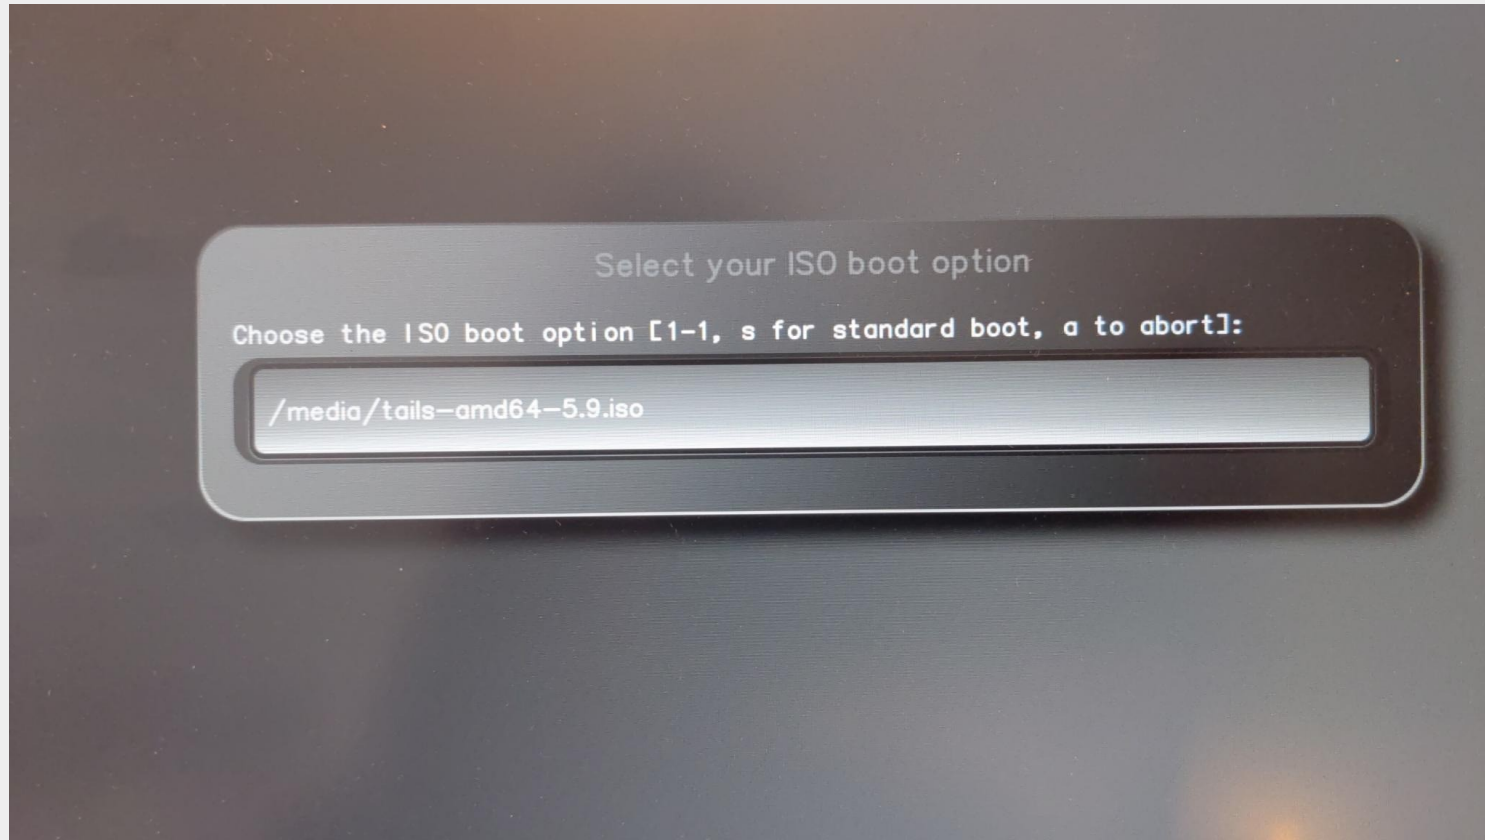 Select your ISO boot option
Choose the ISO boot option [1-1, s for standard boot, a to abort]:
/media/tails-amd64-5.9.iso